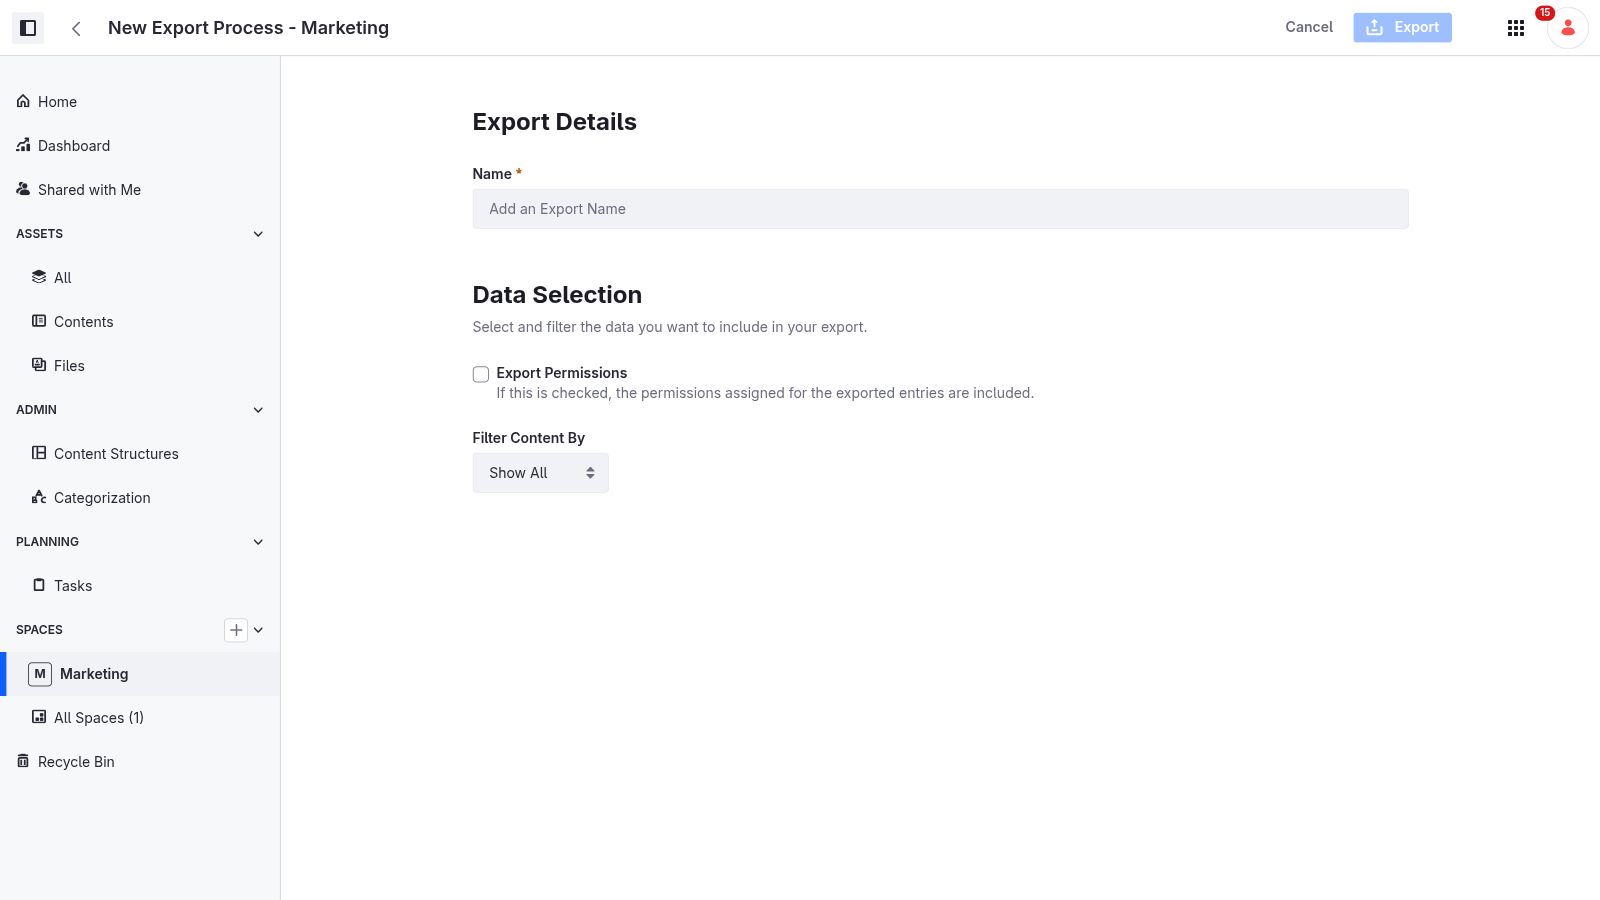 New Export Process - Marketing
Cancel
Export
15
Home
Dashboard
Shared with Me
ASSETS
All
Contents
Files
ADMIN
Content Structures
Categorization
PLANNING
Tasks
SPACES
M Marketing
All Spaces (1)
Recycle Bin
Export Details
Name *
Add an Export Name
Data Selection
Select and filter the data you want to include in your export.
Export Permissions
If this is checked, the permissions assigned for the exported entries are included.
Filter Content By
Show All